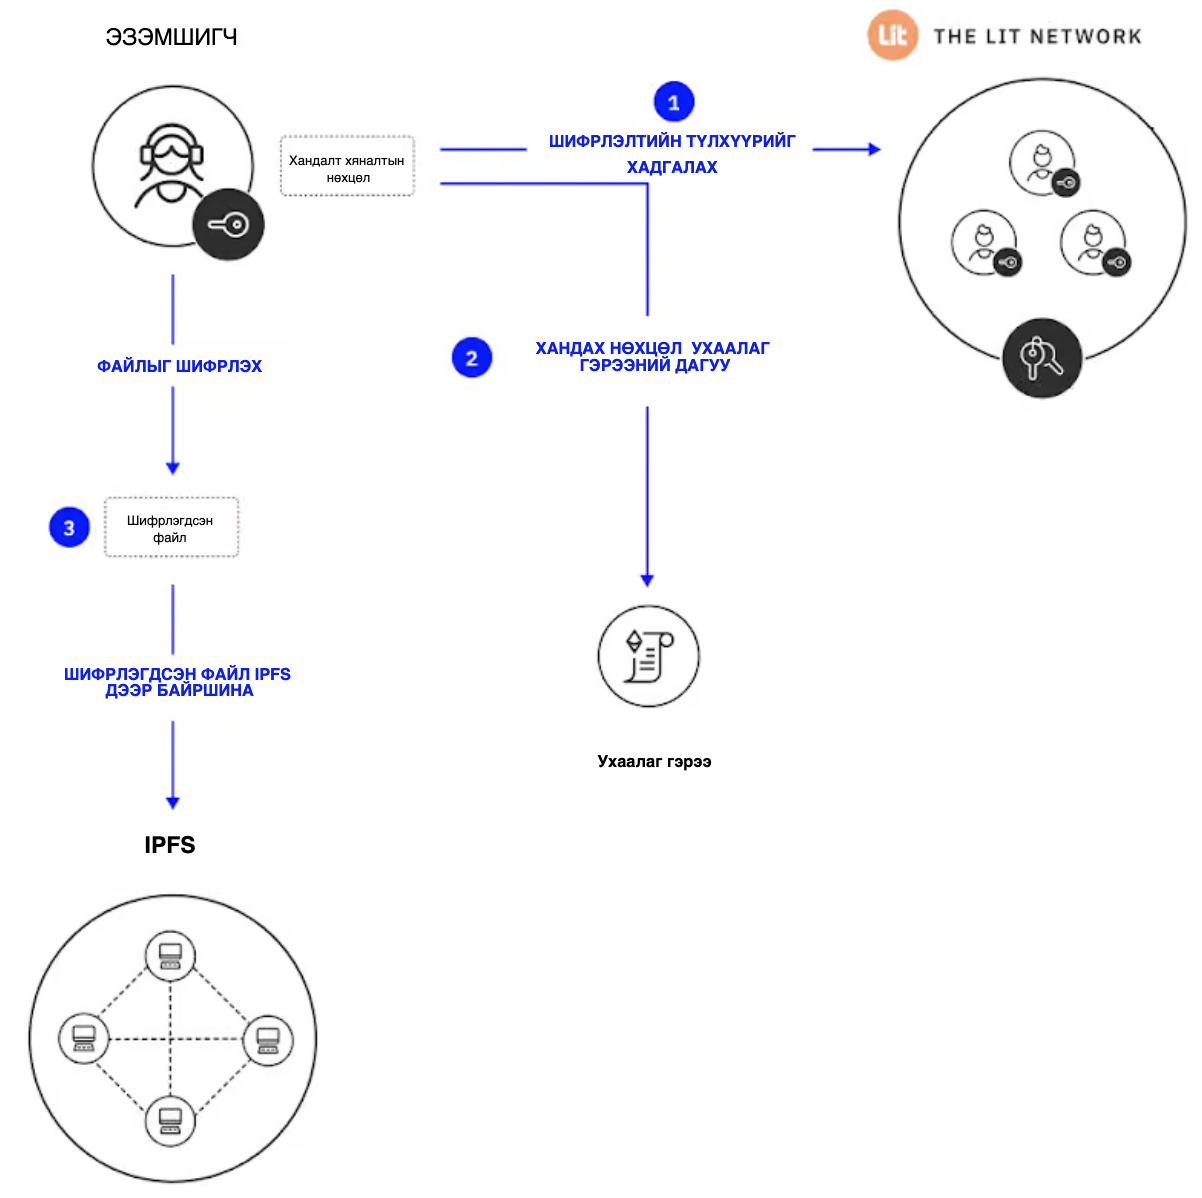 ЭЗЭМШИГЧ
Lit THE LIT NETWORK
1
ШИФРЛЭЛТИЙН ТҮЛХҮҮРИЙГ
ХАДГАЛАХ
Хандалт хяналтын
нөхцөл
2
ХАНДАХ НӨХЦӨЛ УХААЛАГ
ГЭРЭЭНИЙ ДАГУУ
ФАЙЛЫГ ШИФРЛЭХ
3
Шифрлэгдсэн
файл
ШИФРЛЭГДСЭН ФАЙЛ IPFS
ДЭЭР БАЙРШИНА
Ухаалаг гэрээ
IPFS